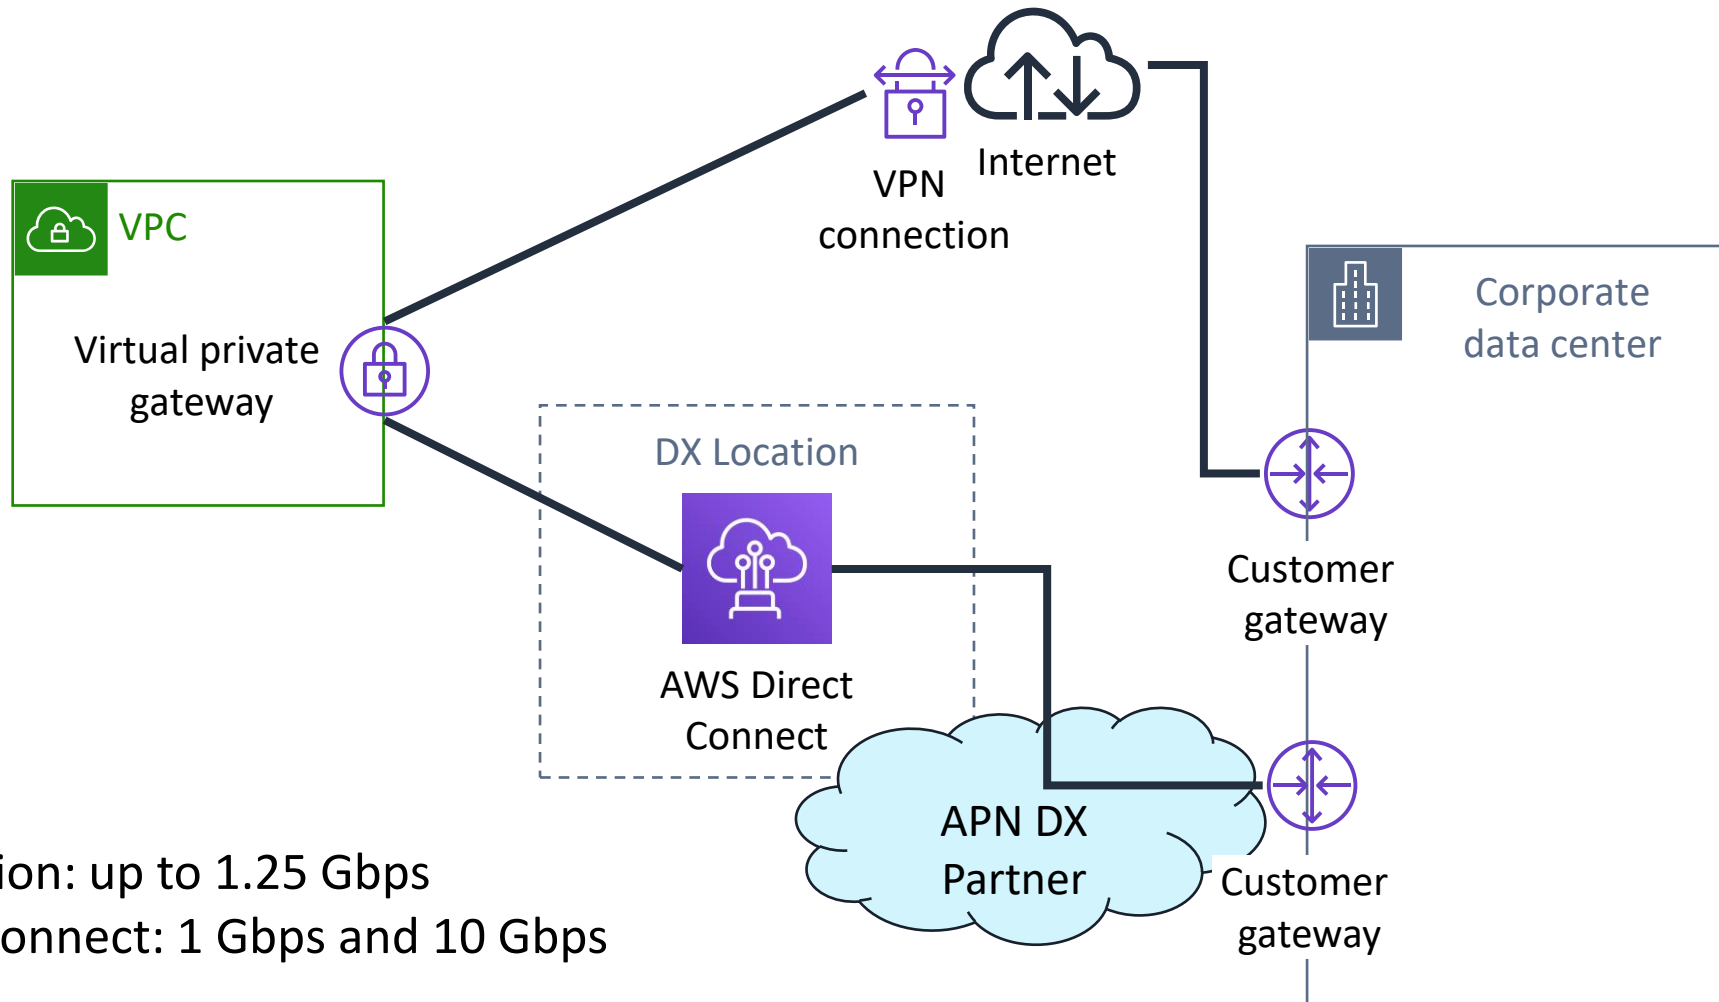 Internet
VPN
connection
VPC
Virtual private
gateway
Corporate
data center
DX Location
AWS Direct
Connect
Customer
gateway
APN DX
Partner
Customer
gateway
ion: up to 1.25 Gbps
onnect: 1 Gbps and 10 Gbps